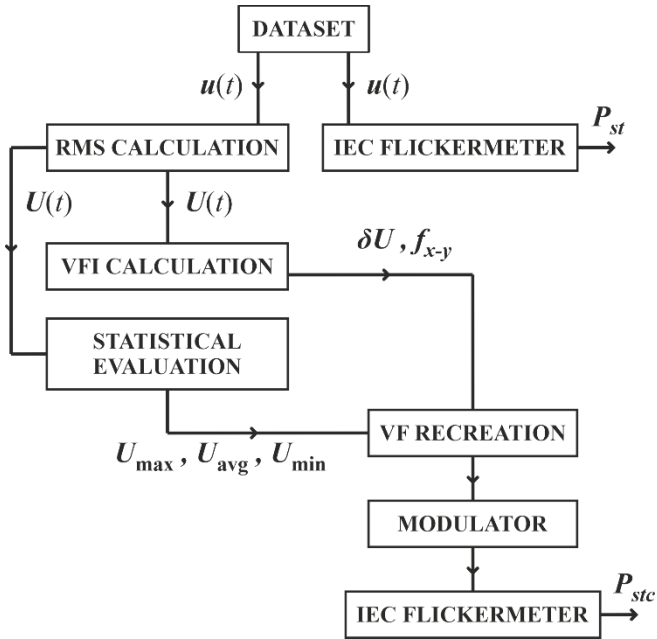 DATASET
u(t)
u(t)
RMS CALCULATION
IEC FLICKERMETER
P_st
U(t)
U(t)
VFI CALCULATION
δU , f_x-y
STATISTICAL
EVALUATION
VF RECREATION
U_max , U_avg , U_min
MODULATOR
IEC FLICKERMETER
P_stc